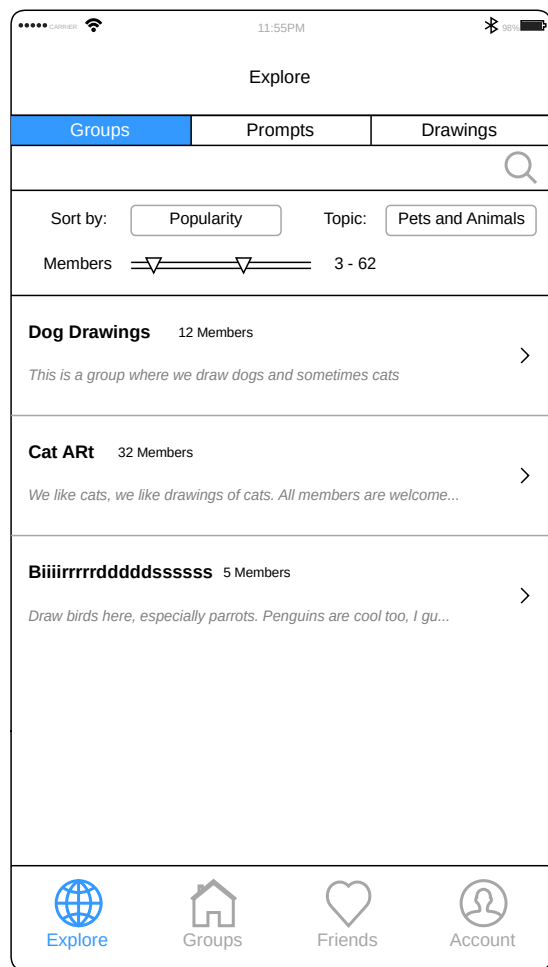 CARRIER 11:55PM 98%
Explore
Groups Prompts Drawings
Sort by: Popularity Topic: Pets and Animals
Members 3 - 62
Dog Drawings 12 Members
This is a group where we draw dogs and sometimes cats
Cat ARt 32 Members
We like cats, we like drawings of cats. All members are welcome...
Biiiirrrrrdddddssssss 5 Members
Draw birds here, especially parrots. Penguins are cool too, I gu...
Explore Groups Friends Account